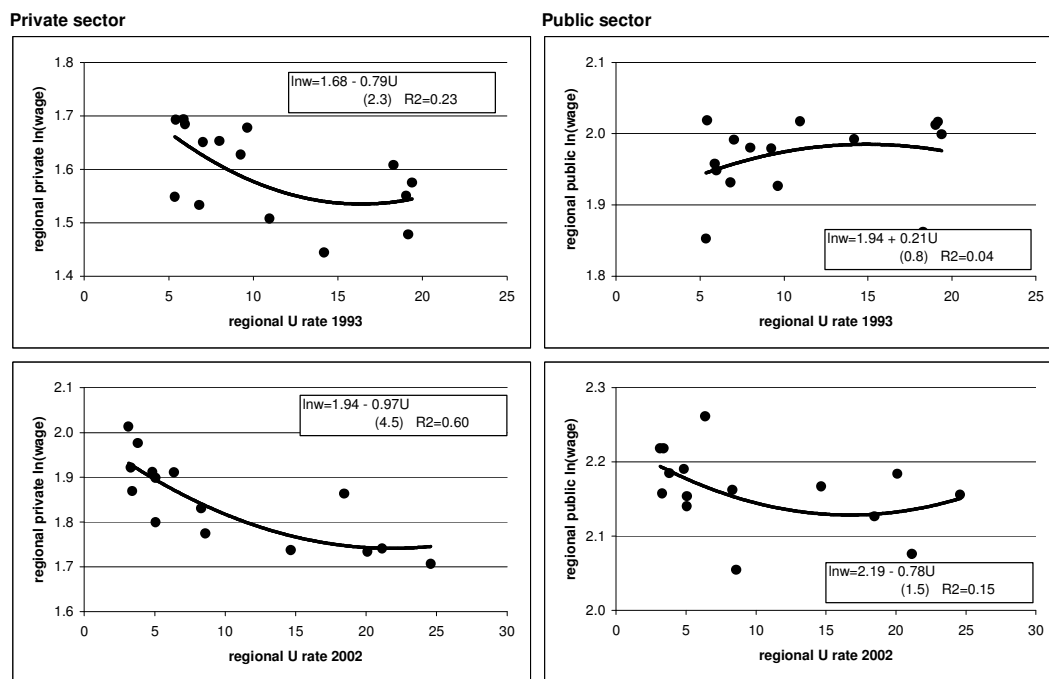 Private sector
Public sector
1.8
1.7
1.6
1.5
1.4
0 5 10 15 20 25
regional private ln(wage)
regional U rate 1993
lnw=1.68 - 0.79U
(2.3) R2=0.23
2.1
2.0
1.9
1.8
0 5 10 15 20 25
regional public ln(wage)
regional U rate 1993
lnw=1.94 + 0.21U
(0.8) R2=0.04
2.1
2.0
1.9
1.8
1.7
1.6
0 5 10 15 20 25 30
regional private ln(wage)
regional U rate 2002
lnw=1.94 - 0.97U
(4.5) R2=0.60
2.3
2.2
2.1
2.0
0 5 10 15 20 25 30
regional public ln(wage)
regional U rate 2002
lnw=2.19 - 0.78U
(1.5) R2=0.15